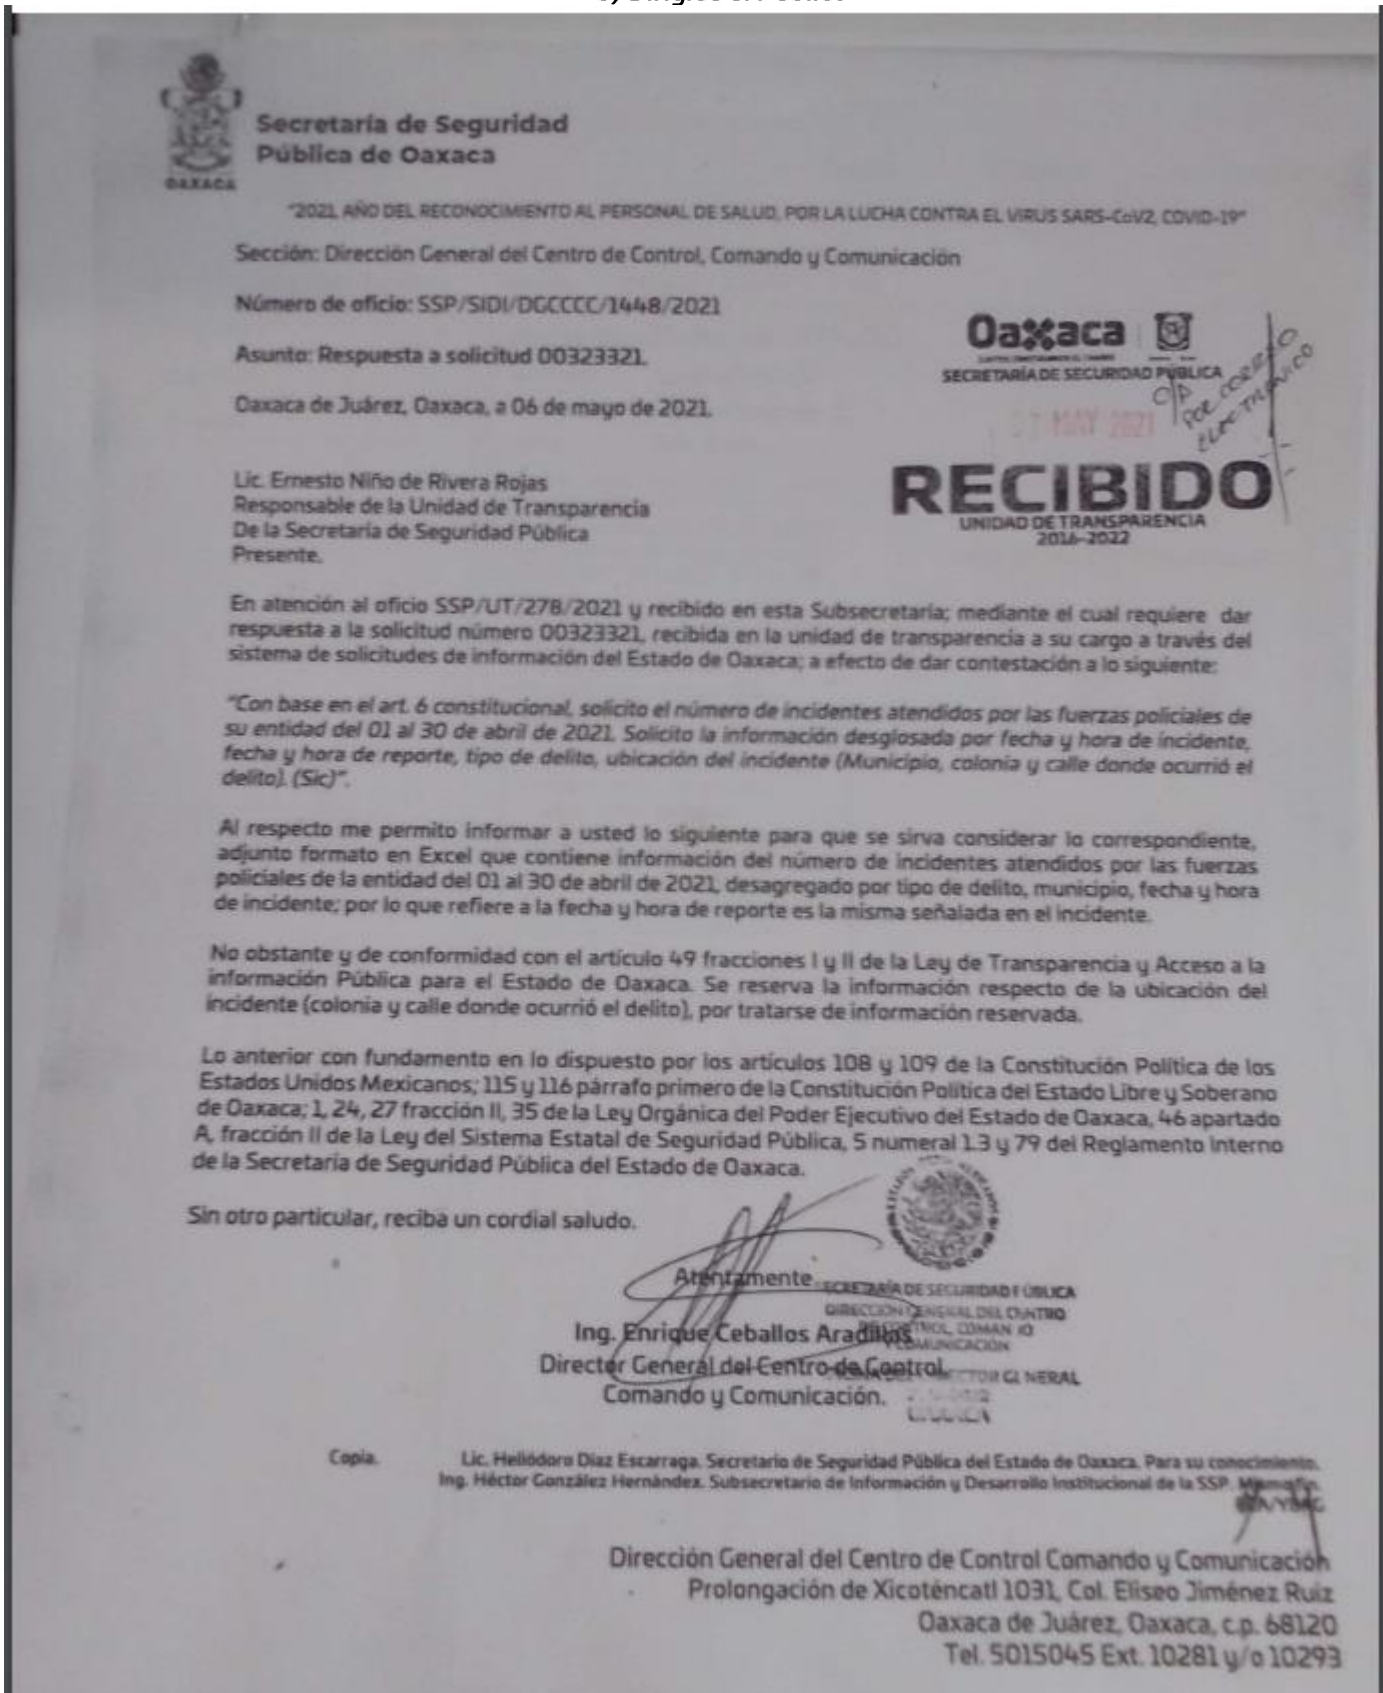 OAXACA
Secretaría de Seguridad
Pública de Oaxaca
"2021, AÑO DEL RECONOCIMIENTO AL PERSONAL DE SALUD, POR LA LUCHA CONTRA EL VIRUS SARS-CoV2, COVID-19"
Sección: Dirección General del Centro de Control, Comando y Comunicación
Número de oficio: SSP/SIDI/DGCCCC/1448/2021
Asunto: Respuesta a solicitud 00323321.
Oaxaca de Juárez, Oaxaca, a 06 de mayo de 2021.
Oaxaca
SECRETARÍA DE SEGURIDAD PÚBLICA
POR CORREO
ELECTRONICO
MAY 2021
RECIBIDO
UNIDAD DE TRANSPARENCIA
2016-2022
Lic. Ernesto Niño de Rivera Rojas
Responsable de la Unidad de Transparencia
De la Secretaría de Seguridad Pública
Presente.
En atención al oficio SSP/UT/278/2021 y recibido en esta Subsecretaría; mediante el cual requiere dar
respuesta a la solicitud número 00323321, recibida en la unidad de transparencia a su cargo a través del
sistema de solicitudes de información del Estado de Oaxaca; a efecto de dar contestación a lo siguiente:
"Con base en el art. 6 constitucional, solicito el número de incidentes atendidos por las fuerzas policiales de
su entidad del 01 al 30 de abril de 2021. Solicito la información desglosada por fecha y hora de incidente,
fecha y hora de reporte, tipo de delito, ubicación del incidente (Municipio, colonia y calle donde ocurrió el
delito). (Sic)".
Al respecto me permito informar a usted lo siguiente para que se sirva considerar lo correspondiente,
adjunto formato en Excel que contiene información del número de incidentes atendidos por las fuerzas
policiales de la entidad del 01 al 30 de abril de 2021, desagregado por tipo de delito, municipio, fecha y hora
de incidente; por lo que refiere a la fecha y hora de reporte es la misma señalada en el incidente.
No obstante y de conformidad con el artículo 49 fracciones I y II de la Ley de Transparencia y Acceso a la
información Pública para el Estado de Oaxaca. Se reserva la información respecto de la ubicación del
incidente (colonia y calle donde ocurrió el delito), por tratarse de información reservada.
Lo anterior con fundamento en lo dispuesto por los artículos 108 y 109 de la Constitución Política de los
Estados Unidos Mexicanos; 115 y 116 párrafo primero de la Constitución Política del Estado Libre y Soberano
de Oaxaca; 1, 24, 27 fracción II, 35 de la Ley Orgánica del Poder Ejecutivo del Estado de Oaxaca, 46 apartado
A, fracción II de la Ley del Sistema Estatal de Seguridad Pública, 5 numeral 1.3 y 79 del Reglamento Interno
de la Secretaría de Seguridad Pública del Estado de Oaxaca.
Sin otro particular, reciba un cordial saludo.
Atentamente
SECRETARÍA DE SEGURIDAD PÚBLICA
DIRECCIÓN GENERAL DEL CENTRO
DE CONTROL, COMANDO
Y COMUNICACIÓN
DIRECTOR GENERAL
Ing. Enrique Ceballos Aradillas
Director General del Centro de Control
Comando y Comunicación.
Copia. Lic. Heliódoro Díaz Escarraga. Secretario de Seguridad Pública del Estado de Oaxaca. Para su conocimiento.
Ing. Héctor González Hernández. Subsecretario de Información y Desarrollo Institucional de la SSP.
Dirección General del Centro de Control Comando y Comunicación
Prolongación de Xicoténcatl 1031, Col. Eliseo Jiménez Ruiz
Oaxaca de Juárez, Oaxaca, c.p. 68120
Tel. 5015045 Ext. 10281 y/o 10293